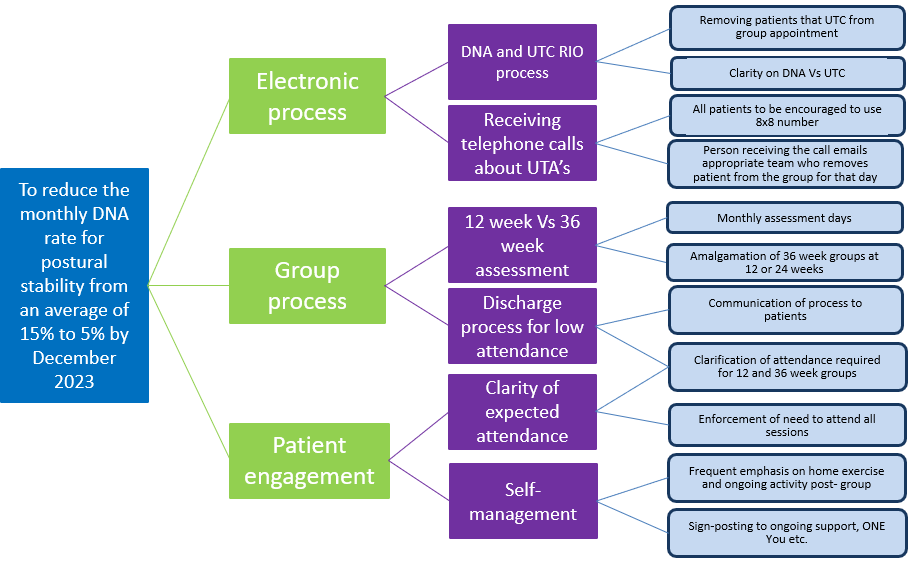 To reduce the
monthly DNA
rate for
postural
stability from
an average of
15% to 5% by
December
2023
Electronic
process
DNA and UTC RIO
process
Removing patients that UTC from
group appointment
Clarity on DNA Vs UTC
Receiving
telephone calls
about UTA's
All patients to be encouraged to use
8x8 number
Person receiving the call emails
appropriate team who removes
patient from the group for that day
Group
process
12 week Vs 36
week
assessment
Monthly assessment days
Amalgamation of 36 week groups at
12 or 24 weeks
Discharge
process for low
attendance
Communication of process to
patients
Clarification of attendance required
for 12 and 36 week groups
Patient
engagement
Clarity of
expected
attendance
Enforcement of need to attend all
sessions
Self-
management
Frequent emphasis on home exercise
and ongoing activity post- group
Sign-posting to ongoing support, ONE
You etc.